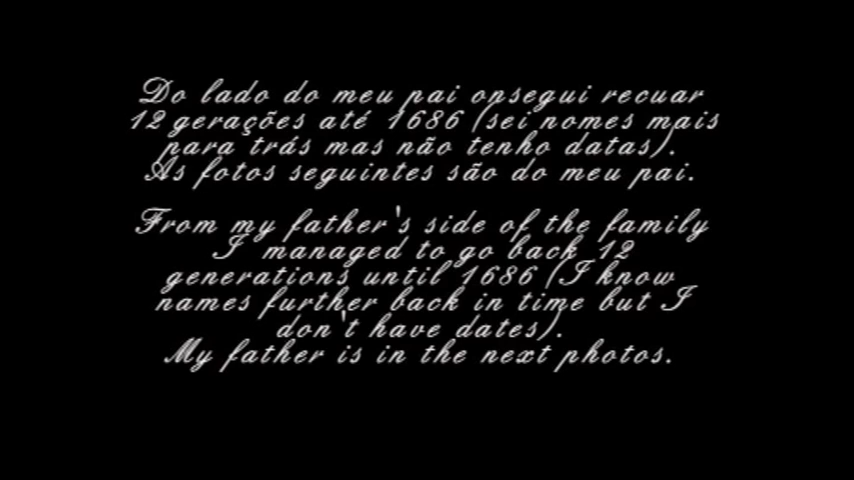 Do lado do meu pai onsegui recuar
12 gerações até 1686 (sei nomes mais
para trás mas não tenho datas).
As fotos seguintes são do meu pai.
From my father's side of the family
I managed to go back 12
generations until 1686 (I know
names further back in time but I
don't have dates).
My father is in the next photos.